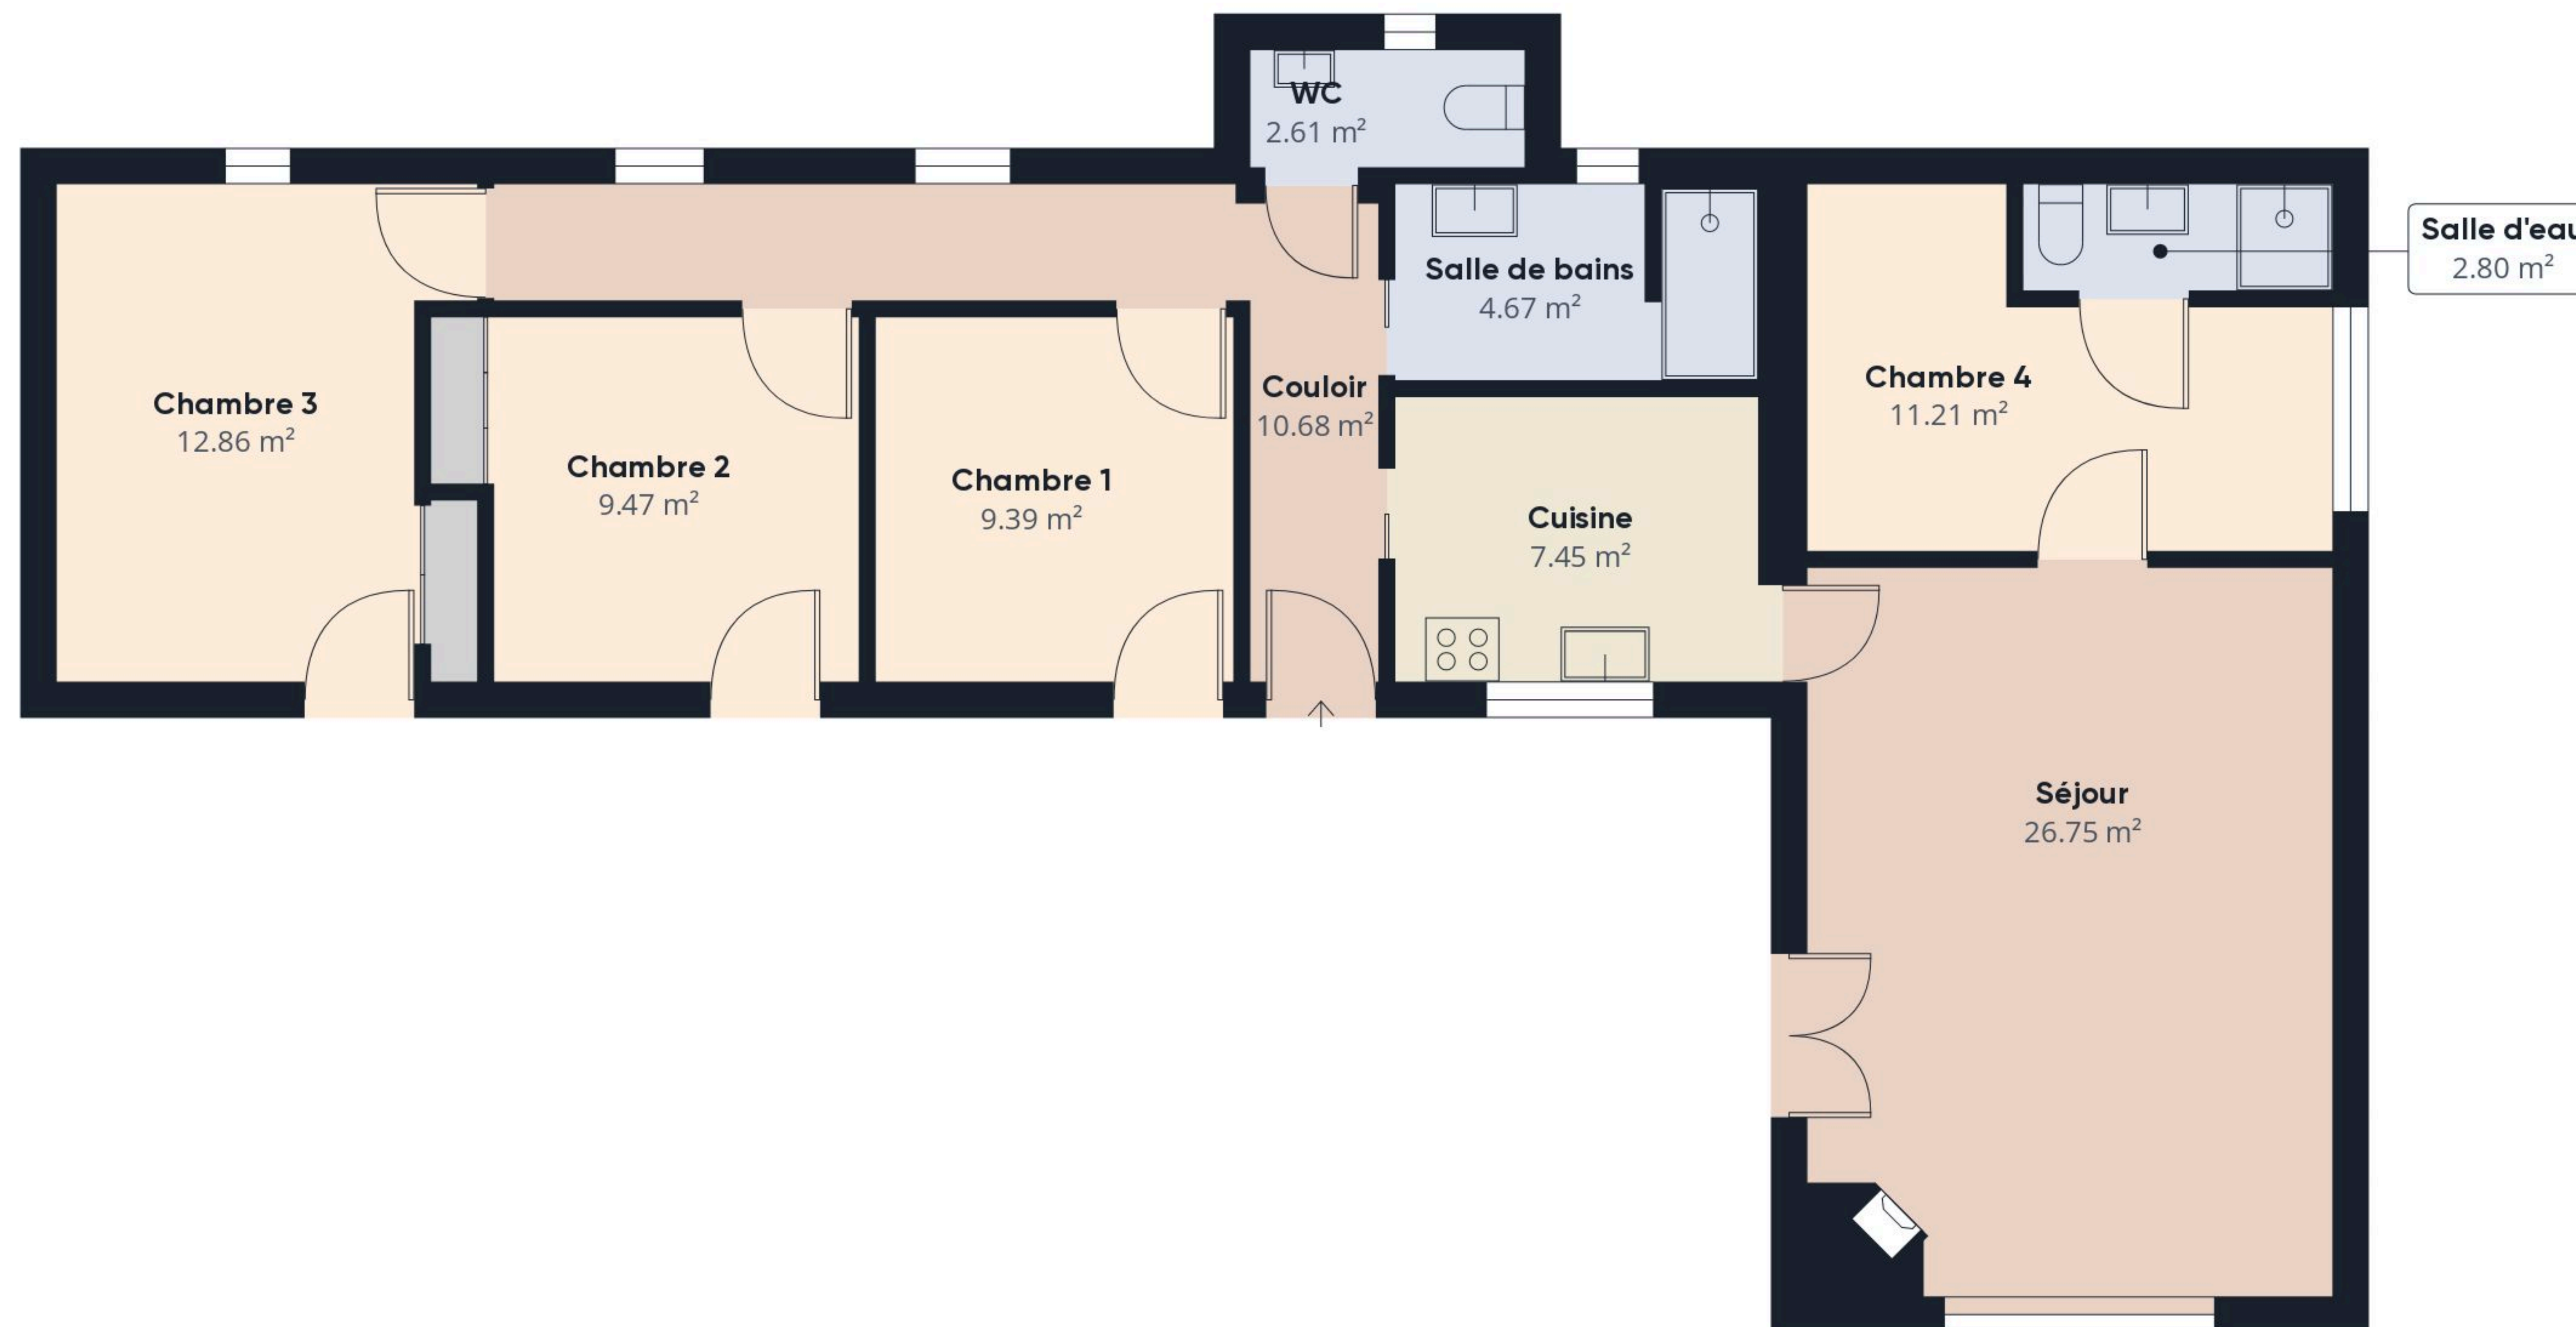 WC
2.61 m²
Salle d'eau
2.80 m²
Salle de bains
4.67 m²
Chambre 4
11.21 m²
Couloir
10.68 m²
Chambre 3
12.86 m²
Chambre 2
9.47 m²
Chambre 1
9.39 m²
Cuisine
7.45 m²
Séjour
26.75 m²